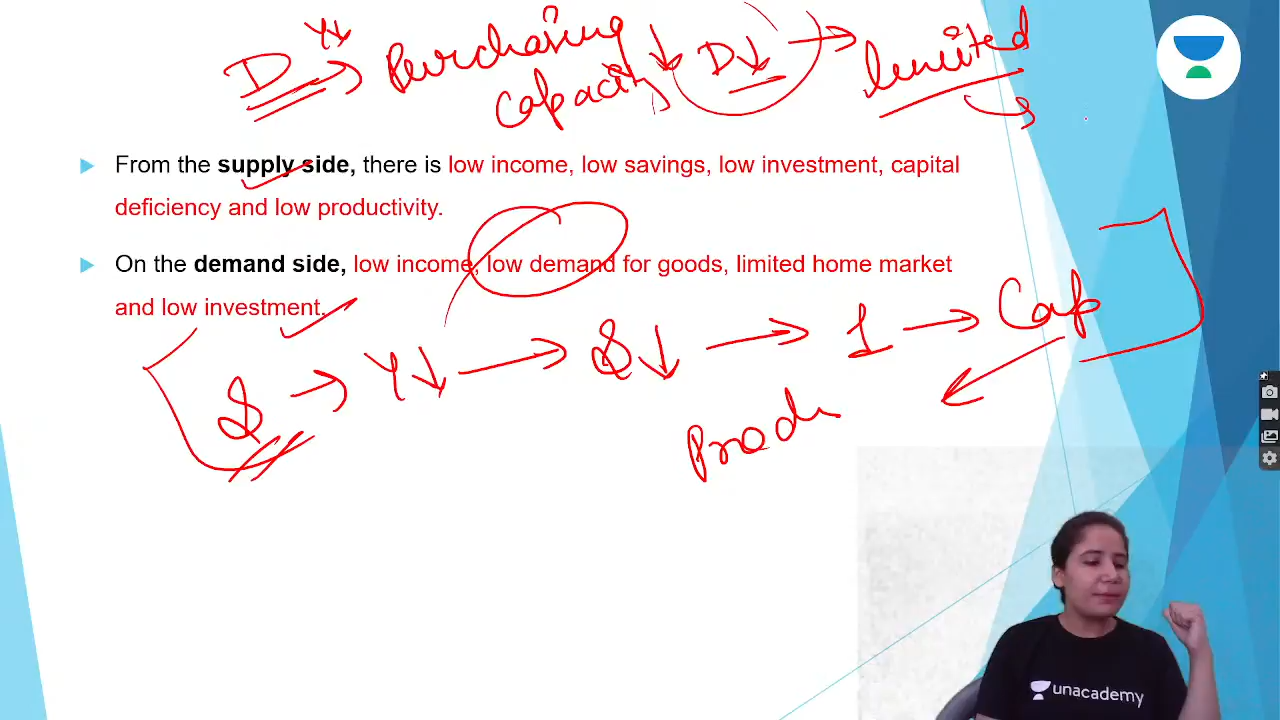 Y↓
D → Purchasing ↓ D↓ → limited
Capacity
From the supply side, there is low income, low savings, low investment, capital
deficiency and low productivity.
On the demand side, low income, low demand for goods, limited home market
and low investment.
S → Y↓ → S↓ → I → Cap
Prod
unacademy